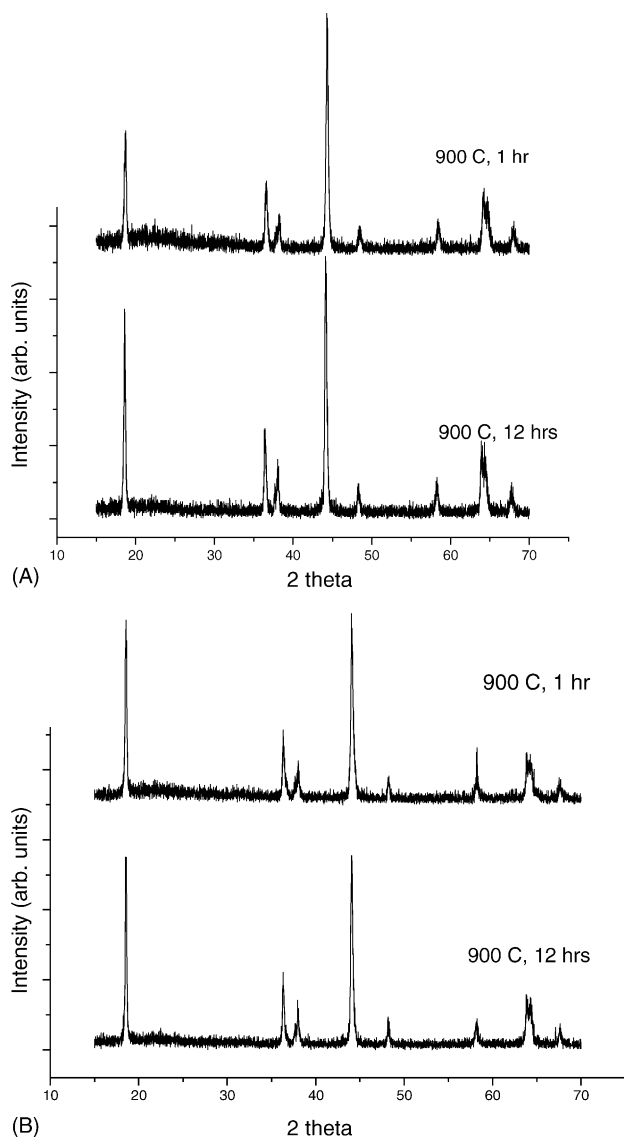 900 C, 1 hr
Intensity (arb. units)
900 C, 12 hrs
10 20 30 40 50 60 70
2 theta
(A)
900 C, 1 hr
Intensity (arb. units)
900 C, 12 hrs
10 20 30 40 50 60 70
2 theta
(B)